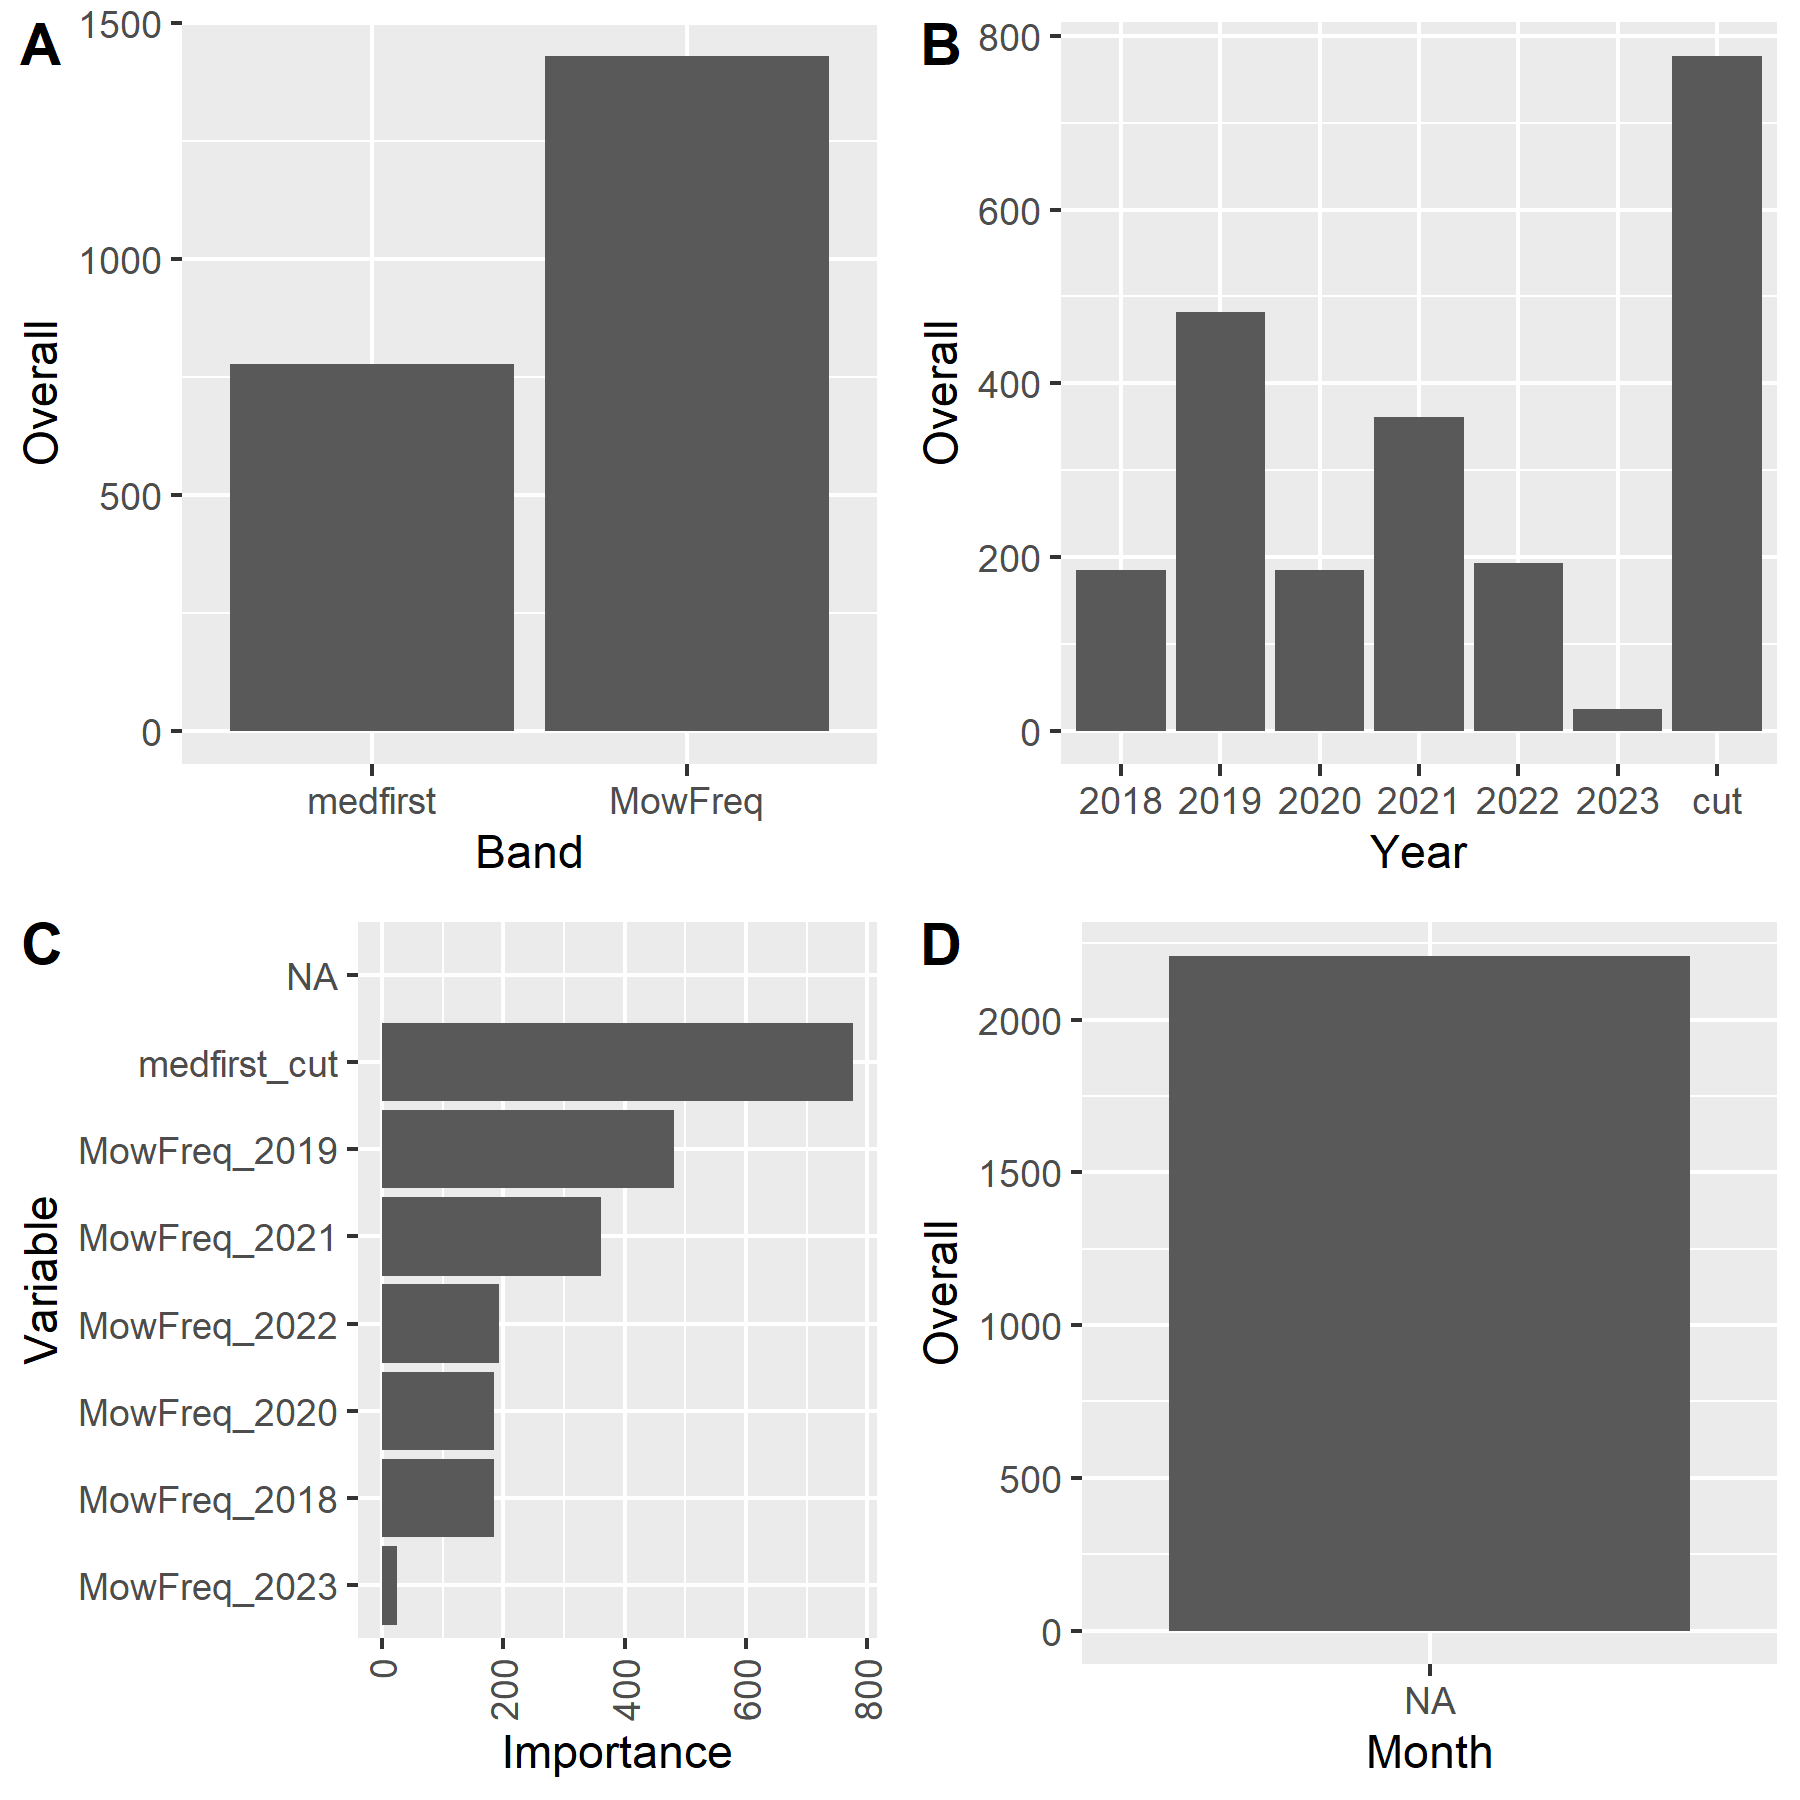 A
1500
1000
500
0
Overall
medfirst MowFreq
Band
B
800
600
400
200
0
Overall
2018 2019 2020 2021 2022 2023 cut
Year
C
NA
medfirst_cut
MowFreq_2019
MowFreq_2021
MowFreq_2022
MowFreq_2020
MowFreq_2018
MowFreq_2023
Variable
0 200 400 600 800
Importance
D
2000
1500
1000
500
0
Overall
NA
Month